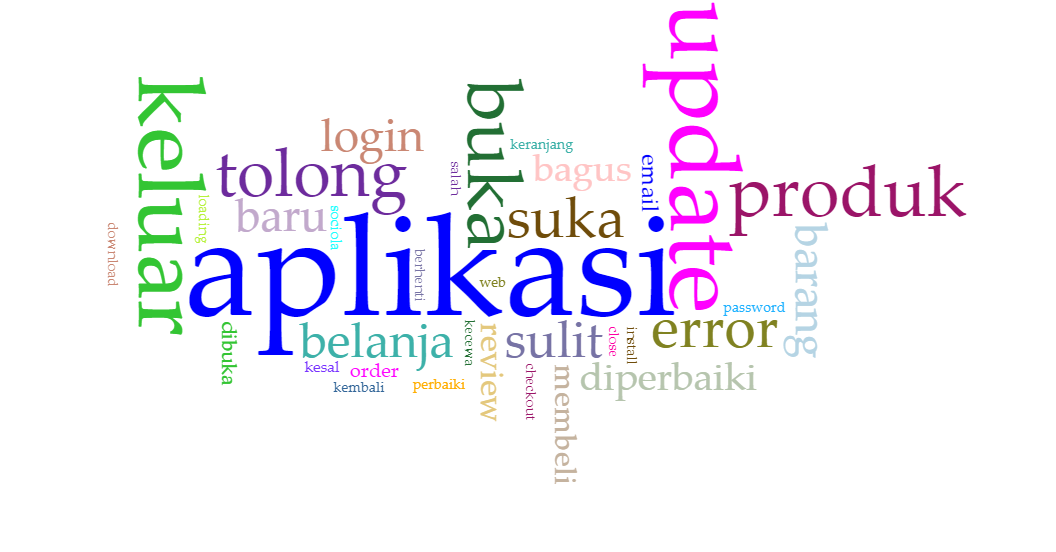 update
keluar
buka
login
keranjang
tolong
bagus
email
salah
produk
baru
suka
loading
sociola
aplikasi
download
barang
berhenti
web
password
dibuka
belanja
kecewa
review
sulit
close
install
error
kesal
order
checkout
membeli
diperbaiki
kembali
perbaiki